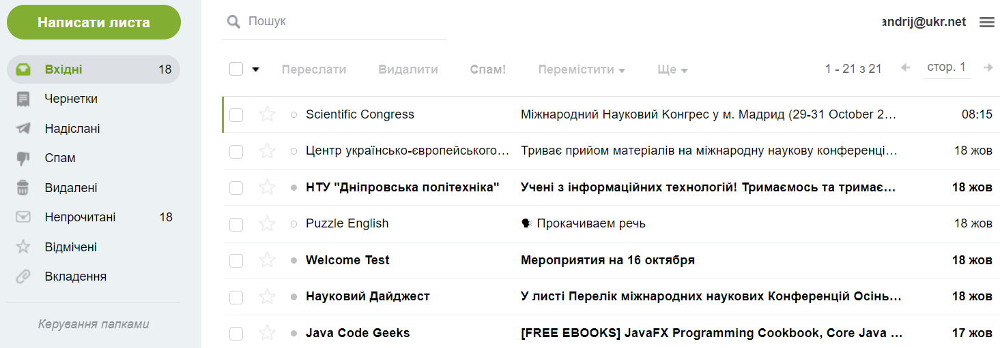 Написати листа
Пошук
andrij@ukr.net
Вхідні 18
Чернетки
Надіслані
Спам
Видалені
Непрочитані 18
Відмічені
Вкладення
Керування папками
Переслати Видалити Спам! Перемістити Ще 1 - 21 з 21 стор. 1
Scientific Congress Міжнародний Науковий Конгрес у м. Мадрид (29-31 October 2... 08:15
Центр українсько-європейського... Триває прийом матеріалів на міжнародну наукову конференці... 18 жов
НТУ "Дніпровська політехніка" Учені з інформаційних технологій! Тримаємось та тримає... 18 жов
Puzzle English 🗣 Прокачиваем речь 18 жов
Welcome Test Мероприятия на 16 октября 18 жов
Науковий Дайджест У листі Перелік міжнародних наукових Конференцій Осінь... 18 жов
Java Code Geeks [FREE EBOOKS] JavaFX Programming Cookbook, Core Java ... 17 жов